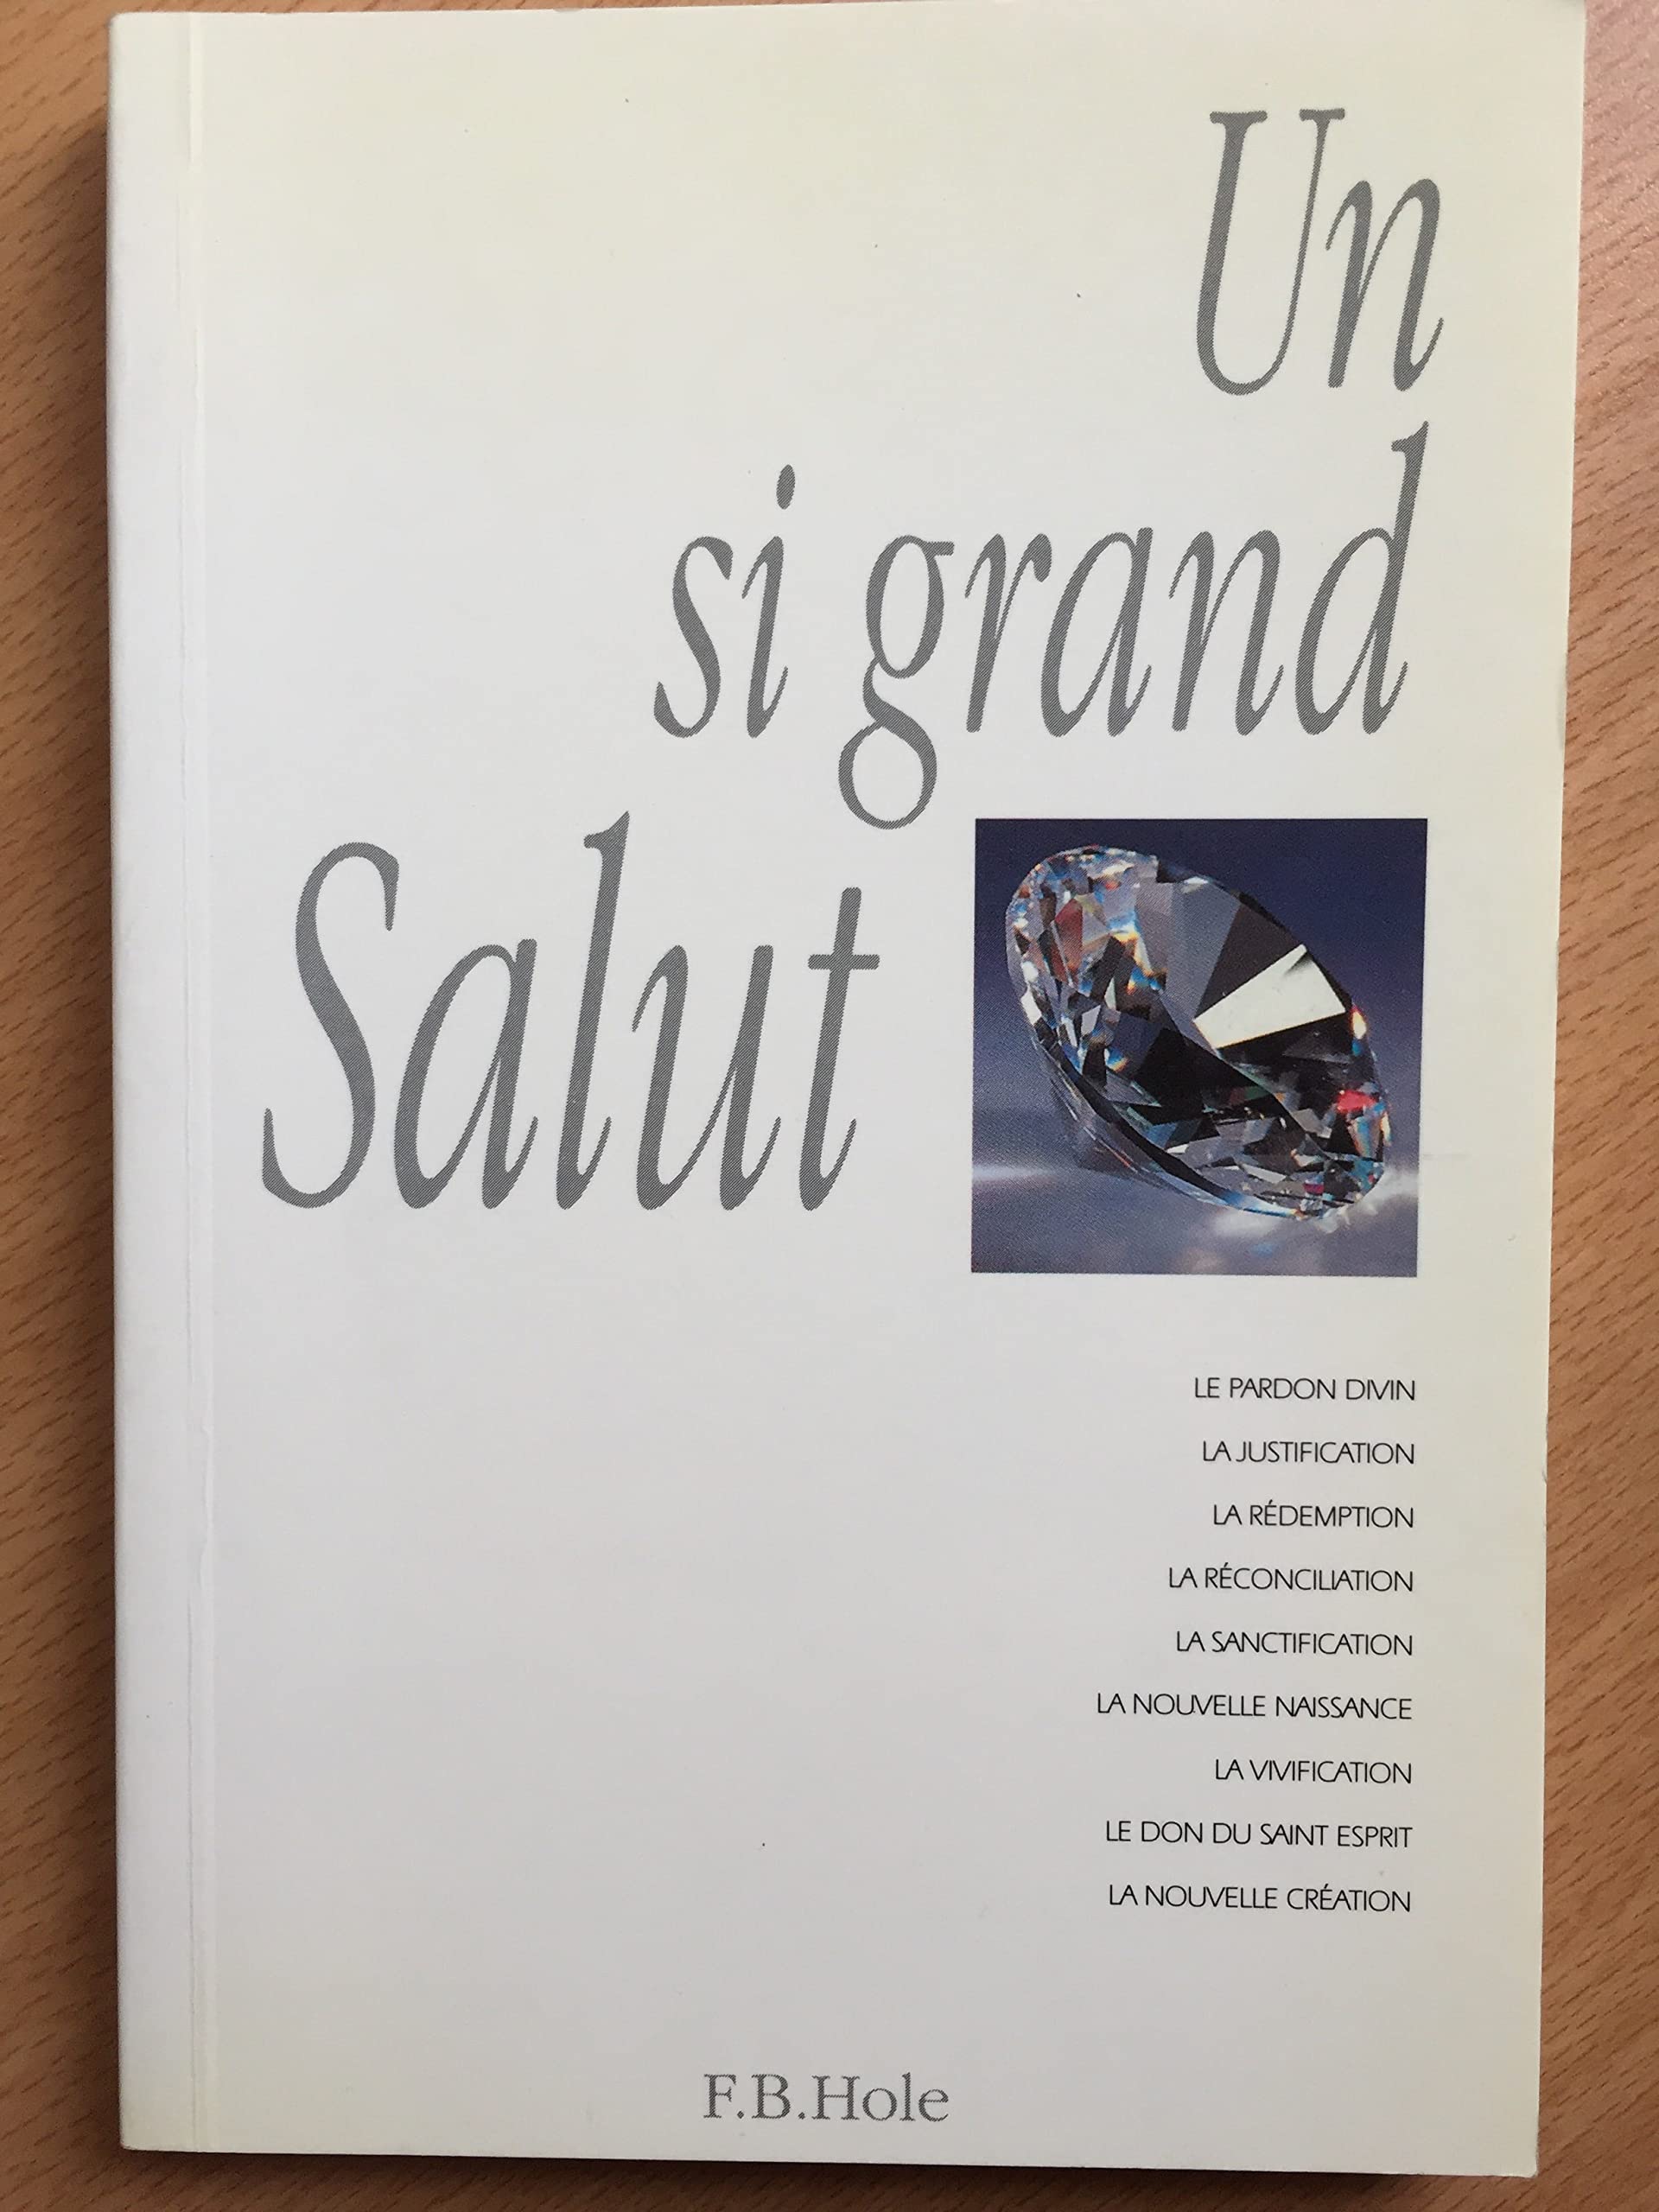 Un
si grand
Salut
LE PARDON DIVIN
LA JUSTIFICATION
LA RÉDEMPTION
LA RÉCONCILIATION
LA SANCTIFICATION
LA NOUVELLE NAISSANCE
LA VIVIFICATION
LE DON DU SAINT ESPRIT
LA NOUVELLE CRÉATION
F.B.Hole